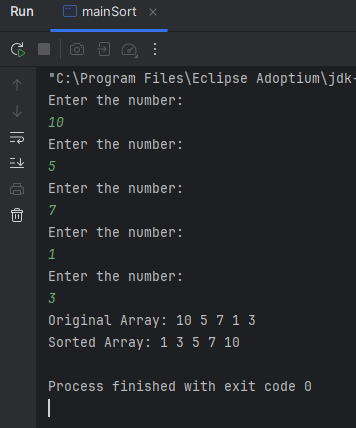 Run mainSort
"C:\Program Files\Eclipse Adoptium\jdk-
Enter the number:
10
Enter the number:
5
Enter the number:
7
Enter the number:
1
Enter the number:
3
Original Array: 10 5 7 1 3
Sorted Array: 1 3 5 7 10
Process finished with exit code 0